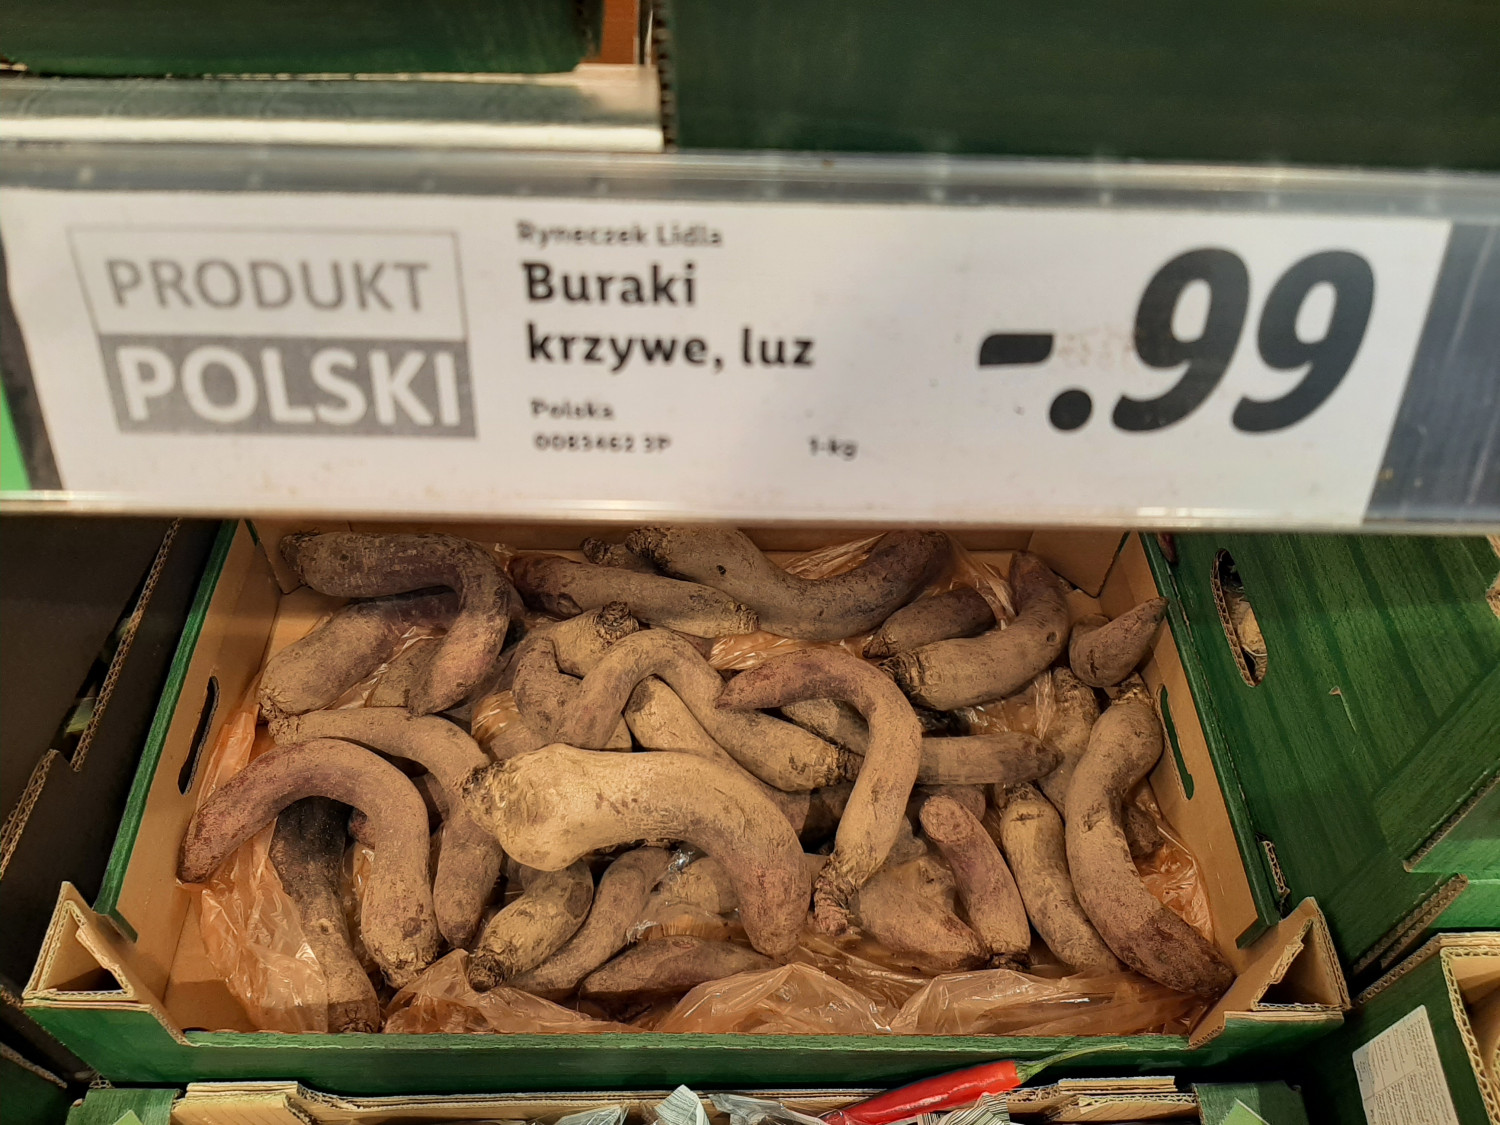 PRODUKT
POLSKI
Ryneczek Lidla
Buraki
krzywe, luz
Polska
0083462 3P
1-kg
-.99